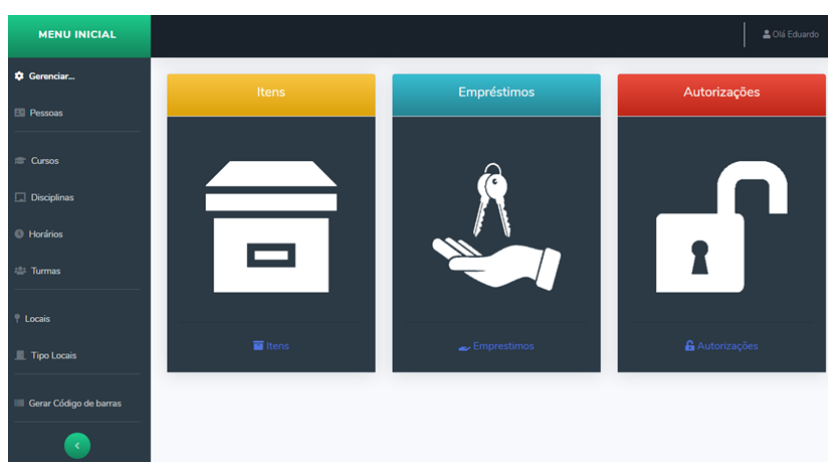 MENU INICIAL
Olá Eduardo
Gerenciar...
Pessoas
Cursos
Disciplinas
Horários
Turmas
Locais
Tipo Locais
Gerar Código de barras
Itens
Itens
Empréstimos
Emprestimos
Autorizações
Autorizações